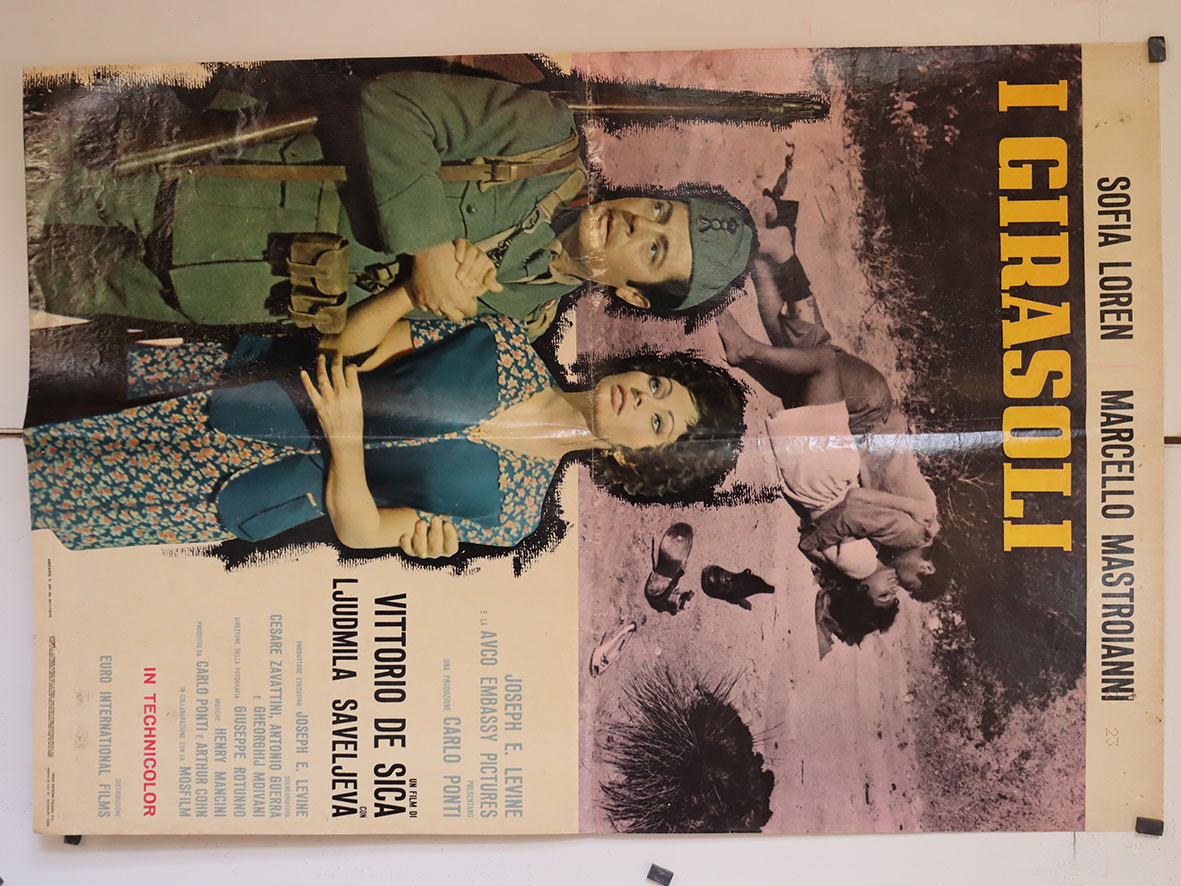 SOFIA LOREN MARCELLO MASTROIANNI
23
I GIRASOLI
JOSEPH E. LEVINE
PRESENTANO
E LA AVCO EMBASSY PICTURES
UNA PRODUZIONE CARLO PONTI
UN FILM DI
VITTORIO DE SICA
CON
LJUDMILA SAVELJEVA
PRODUTTORE ESECUTIVO JOSEPH E. LEVINE
SCENEGGIATURA
CESARE ZAVATTINI, ANTONIO GUERRA
E GHEORGHIJ MDIVANI
DIRETTORE DELLA FOTOGRAFIA GIUSEPPE ROTUNNO
MUSICHE HENRY MANCINI
PRODOTTO DA CARLO PONTI E ARTHUR COHN
IN COLLABORAZIONE CON LA MOSFILM
IN TECHNICOLOR
DISTRIBUZIONE
EURO INTERNATIONAL FILMS